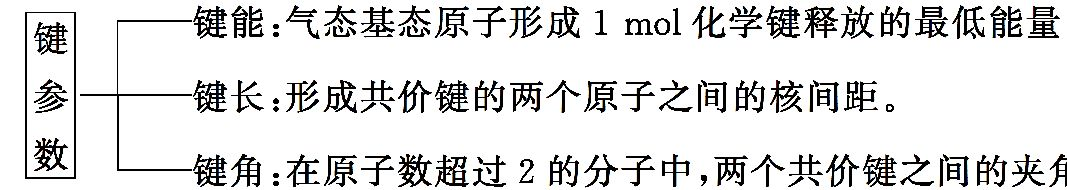 键参数
键能:气态基态原子形成 1 mol 化学键释放的最低能量
键长:形成共价键的两个原子之间的核间距。
键角:在原子数超过 2 的分子中,两个共价键之间的夹角